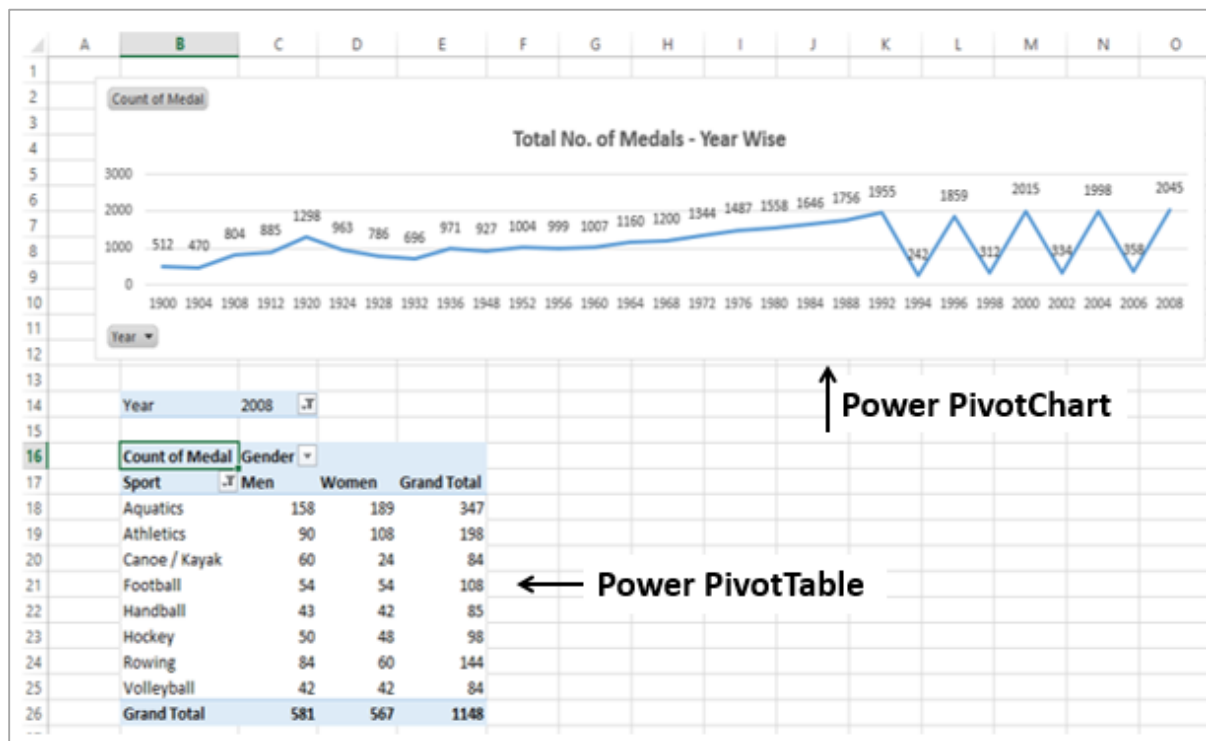 A B C D E F G H I J K L M N O
1
2 Count of Medal
3
4 Total No. of Medals - Year Wise
5 3000
6 2000
7 1000
8
9 0
10
11
12
512 470 804 885 1298 963 786 696 971 927 1004 999 1007 1160 1200 1344 1487 1558 1646 1756 1955 242 1859 312 2015 334 1998 358 2045
1900 1904 1908 1912 1920 1924 1928 1932 1936 1948 1952 1956 1960 1964 1968 1972 1976 1980 1984 1988 1992 1994 1996 1998 2000 2002 2004 2006 2008
Year
13
Power PivotChart
14 Year 2008
15
16 Count of Medal Gender
17 Sport Men Women Grand Total
18 Aquatics 158 189 347
19 Athletics 90 108 198
20 Canoe / Kayak 60 24 84
21 Football 54 54 108
Power PivotTable
22 Handball 43 42 85
23 Hockey 50 48 98
24 Rowing 84 60 144
25 Volleyball 42 42 84
26 Grand Total 581 567 1148